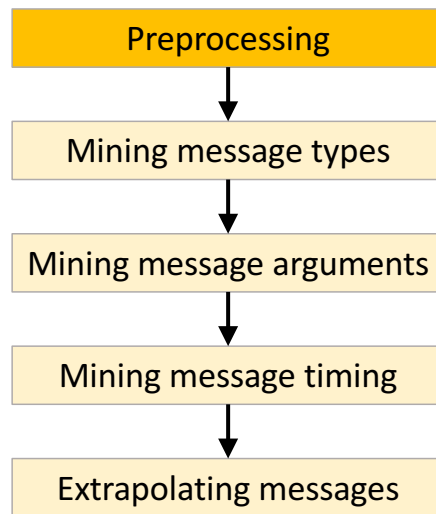 Preprocessing
Mining message types
Mining message arguments
Mining message timing
Extrapolating messages